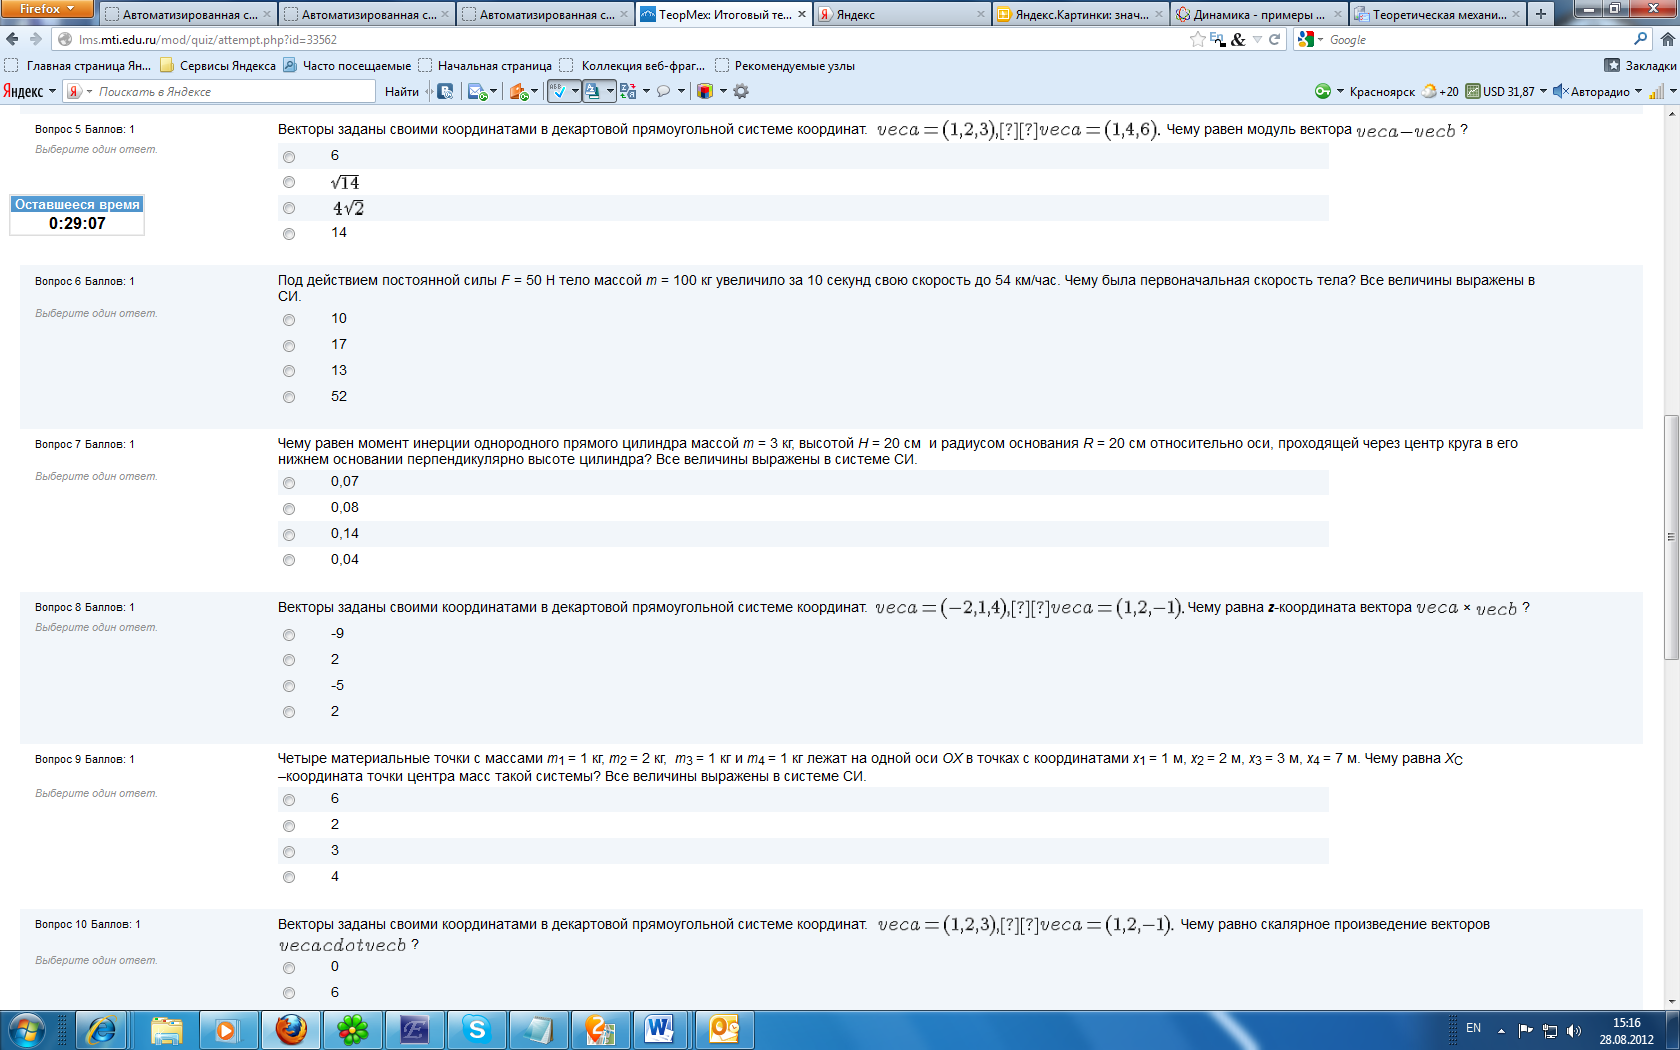 Firefox
Автоматизированная с...
Автоматизированная с...
Автоматизированная с...
ТеорМех: Итоговый те...
Яндекс
Яндекс.Картинки: знач...
Динамика - примеры ...
Теоретическая механи...
lms.mti.edu.ru/mod/quiz/attempt.php?id=33562
Google
Главная страница Ян...
Сервисы Яндекса
Часто посещаемые
Начальная страница
Коллекция веб-фраг...
Рекомендуемые узлы
Закладки
Яндекс
Поискать в Яндексе
Найти
Красноярск
+20
USD 31,87
Авторадио
Вопрос 5 Баллов: 1
Выберите один ответ.
Оставшееся время
0:29:07
Векторы заданы своими координатами в декартовой прямоугольной системе координат. veca=(1,2,3),[?][?]veca=(1,4,6). Чему равен модуль вектора veca−vecb ?
6
√14
4√2
14
Вопрос 6 Баллов: 1
Выберите один ответ.
Под действием постоянной силы F = 50 Н тело массой m = 100 кг увеличило за 10 секунд свою скорость до 54 км/час. Чему была первоначальная скорость тела? Все величины выражены в
СИ.
10
17
13
52
Вопрос 7 Баллов: 1
Выберите один ответ.
Чему равен момент инерции однородного прямого цилиндра массой m = 3 кг, высотой H = 20 см и радиусом основания R = 20 см относительно оси, проходящей через центр круга в его
нижнем основании перпендикулярно высоте цилиндра? Все величины выражены в системе СИ.
0,07
0,08
0,14
0,04
Вопрос 8 Баллов: 1
Выберите один ответ.
Векторы заданы своими координатами в декартовой прямоугольной системе координат. veca=(−2,1,4),[?][?]veca=(1,2,−1). Чему равна z-координата вектора veca × vecb ?
-9
2
-5
2
Вопрос 9 Баллов: 1
Выберите один ответ.
Четыре материальные точки с массами m1 = 1 кг, m2 = 2 кг, m3 = 1 кг и m4 = 1 кг лежат на одной оси OX в точках с координатами x1 = 1 м, x2 = 2 м, x3 = 3 м, x4 = 7 м. Чему равна XC
–координата точки центра масс такой системы? Все величины выражены в системе СИ.
6
2
3
4
Вопрос 10 Баллов: 1
Выберите один ответ.
Векторы заданы своими координатами в декартовой прямоугольной системе координат. veca=(1,2,3),[?][?]veca=(1,2,−1). Чему равно скалярное произведение векторов
vecacdotvecb ?
0
6
EN
15:16
28.08.2012